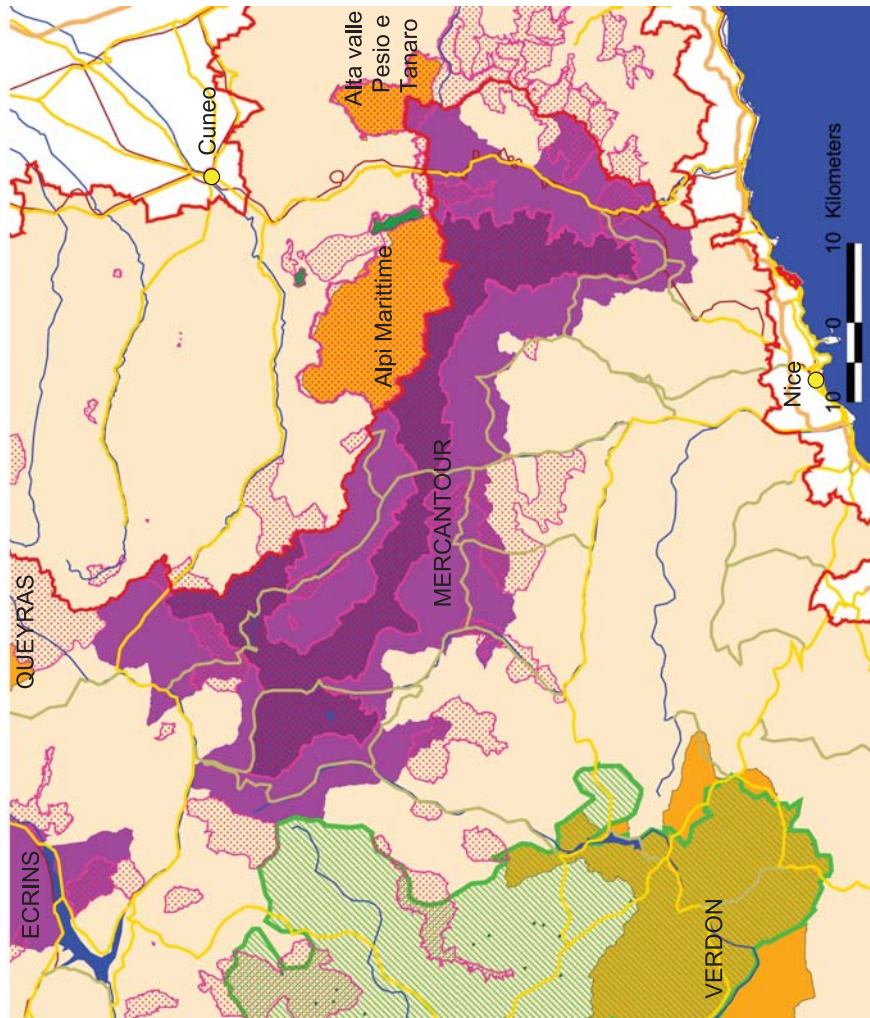 QUEYRAS
ECRINS
Cuneo
Alta valle
Pesio e
Tanaro
Alpi Marittime
MERCANTOUR
VERDON
Nice
10 0 10 Kilometers